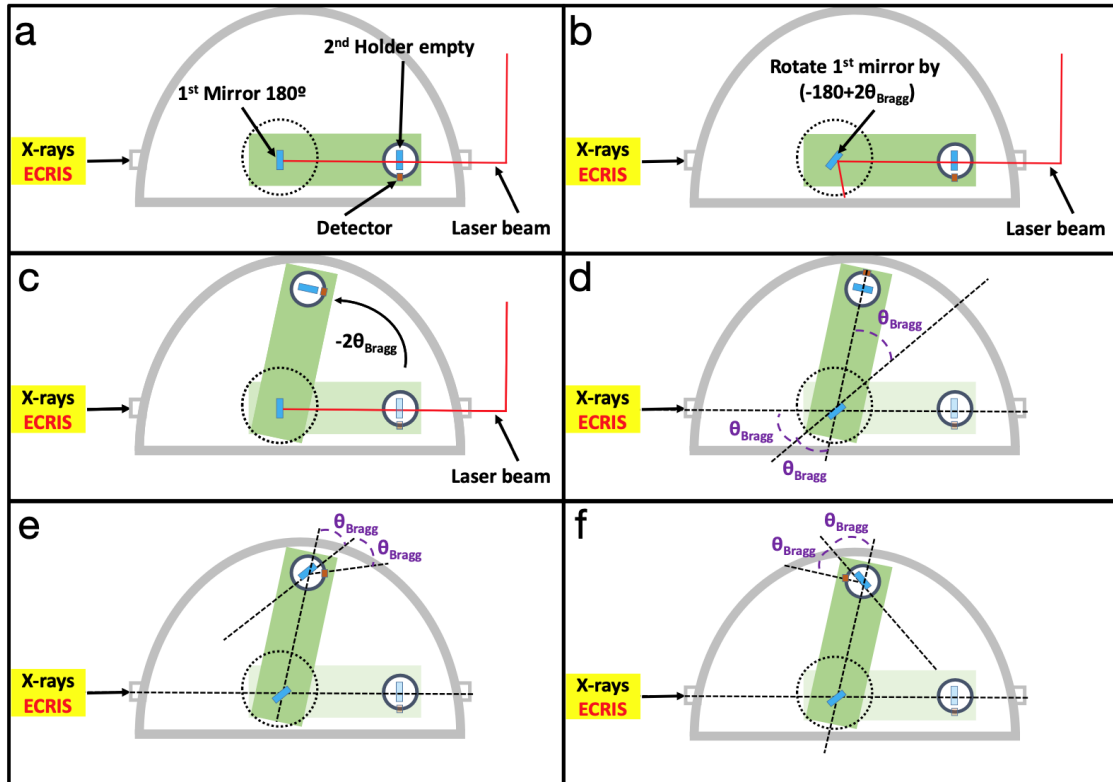 a
2nd Holder empty
1st Mirror 180º
X-rays
ECRIS
Detector
Laser beam
b
Rotate 1st mirror by
(-180+2θBragg)
X-rays
ECRIS
Laser beam
c
-2θBragg
X-rays
ECRIS
Laser beam
d
θBragg
X-rays
ECRIS
θBragg
θBragg
e
θBragg
θBragg
X-rays
ECRIS
f
θBragg
θBragg
X-rays
ECRIS